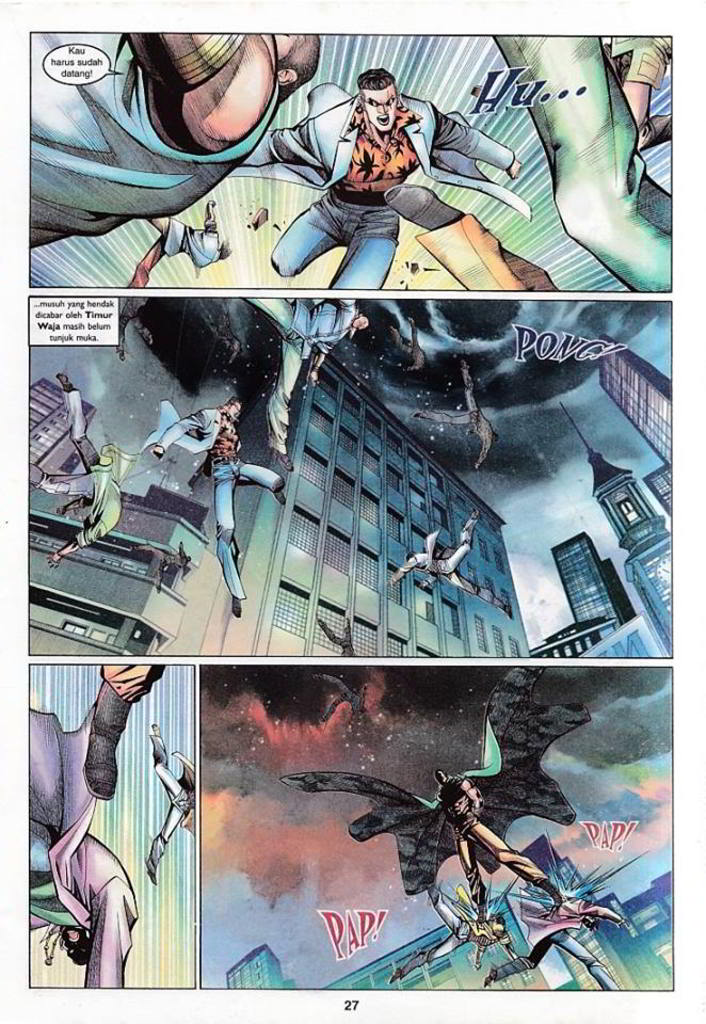 Kau
harus sudah
datang!
Hu...
...musuh yang hendak
dicabar oleh Timur
Waja masih belum
tunjuk muka.
PONG
PAP!
PAP!
27